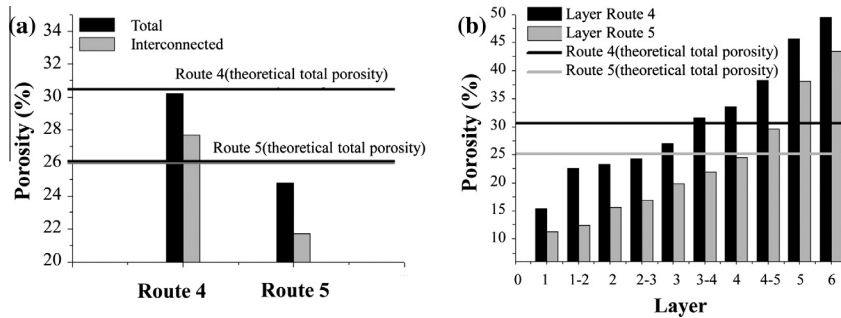 (a)
Total
Interconnected
Route 4(theoretical total porosity)
Route 5(theoretical total porosity)
Porosity (%)
34
32
30
28
26
24
22
20
Route 4
Route 5
(b)
Layer Route 4
Layer Route 5
Route 4(theoretical total porosity)
Route 5(theoretical total porosity)
Porosity (%)
50
45
40
35
30
25
20
15
10
0 1 1-2 2 2-3 3 3-4 4 4-5 5 6
Layer